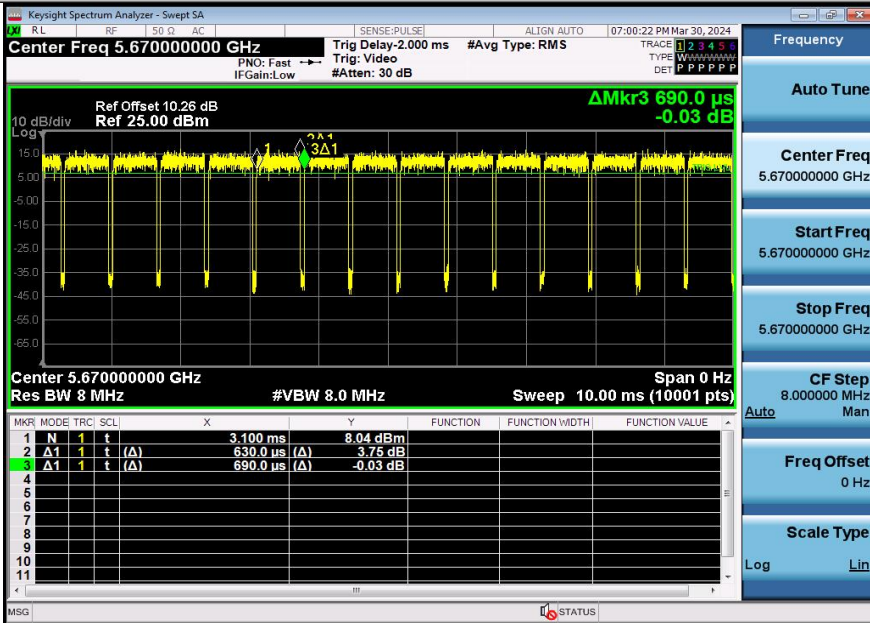 Keysight Spectrum Analyzer - Swept SA
LXI RL RF 50 Ω AC SENSE:PULSE ALIGN AUTO 07:00:22 PM Mar 30, 2024
Center Freq 5.670000000 GHz
PNO: Fast
IFGain:Low
Trig Delay-2.000 ms
Trig: Video
#Atten: 30 dB
#Avg Type: RMS
TRACE 1 2 3 4 5 6
TYPE WWWWWW
DET P P P P P P
Frequency
Auto Tune
Center Freq
5.670000000 GHz
Start Freq
5.670000000 GHz
Stop Freq
5.670000000 GHz
CF Step
8.000000 MHz
Auto Man
Freq Offset
0 Hz
Scale Type
Log Lin
10 dB/div
Log
Ref Offset 10.26 dB
Ref 25.00 dBm
ΔMkr3 690.0 µs
-0.03 dB
15.0
5.00
-5.00
-15.0
-25.0
-35.0
-45.0
-55.0
-65.0
1
2Δ1
3Δ1
Center 5.670000000 GHz Span 0 Hz
Res BW 8 MHz #VBW 8.0 MHz Sweep 10.00 ms (10001 pts)
MKR MODE TRC SCL X Y FUNCTION FUNCTION WIDTH FUNCTION VALUE
1 N 1 t 3.100 ms 8.04 dBm
2 Δ1 1 t (Δ) 630.0 µs (Δ) 3.75 dB
3 Δ1 1 t (Δ) 690.0 µs (Δ) -0.03 dB
4
5
6
7
8
9
10
11
MSG STATUS